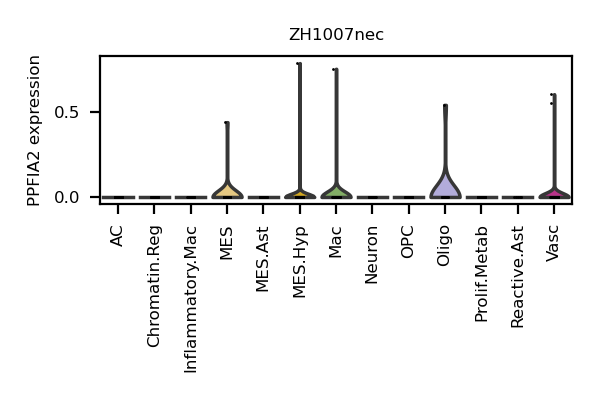 ZH1007nec
PPFIA2 expression
0.5
0.0
AC
Chromatin.Reg
Inflammatory.Mac
MES
MES.Ast
MES.Hyp
Mac
Neuron
OPC
Oligo
Prolif.Metab
Reactive.Ast
Vasc